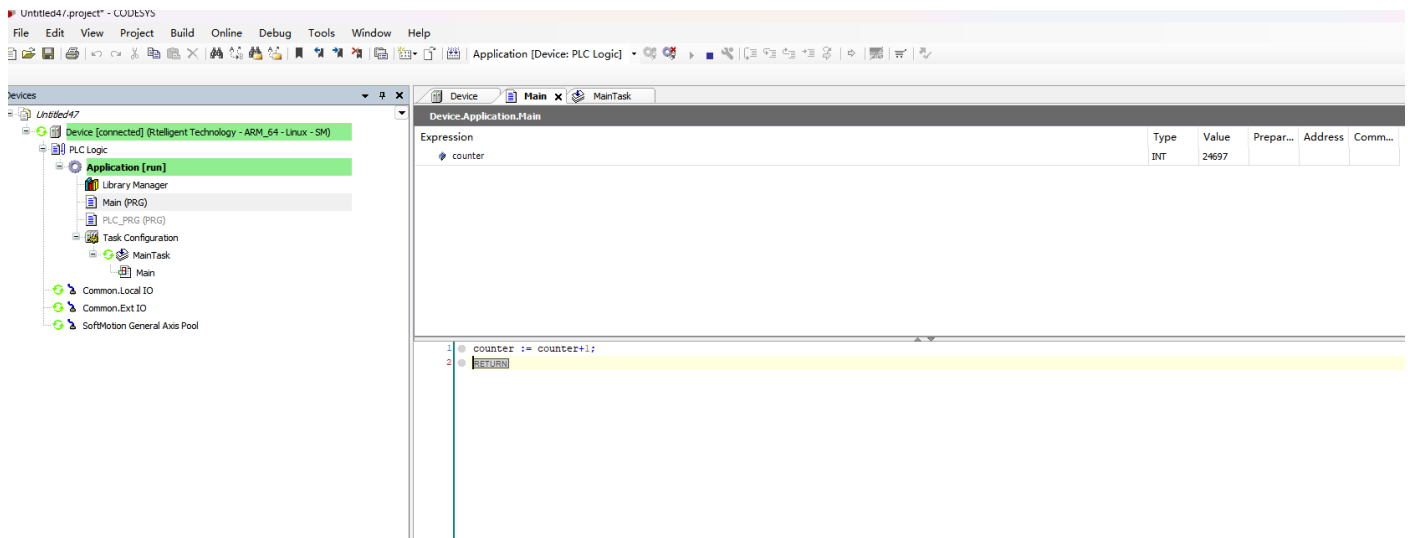 Untitled47.project* - CODESYS
File Edit View Project Build Online Debug Tools Window Help
Application [Device: PLC Logic]
Devices
Device Main MainTask
Untitled47
Device.Application.Main
Device [connected] (Rtelligent Technology - ARM_64 - Linux - SM)
Expression Type Value Prepar... Address Comm...
PLC Logic
counter INT 24697
Application [run]
Library Manager
Main (PRG)
PLC_PRG (PRG)
Task Configuration
MainTask
Main
Common.Local IO
Common.Ext IO
SoftMotion General Axis Pool
1 counter := counter+1;
2 RETURN